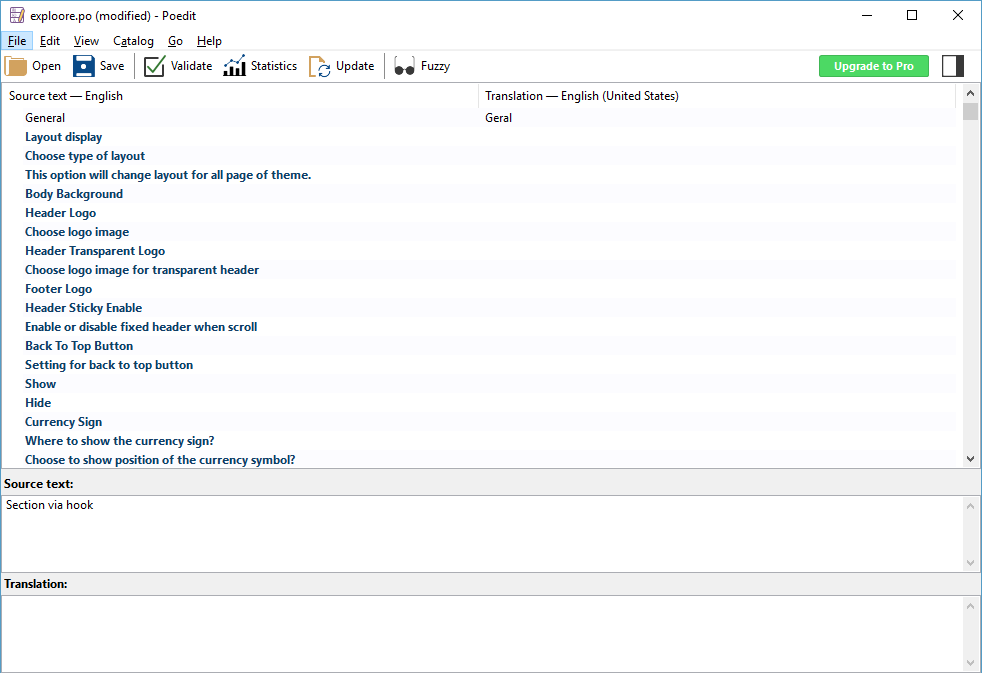 exploore.po (modified) - Poedit
File Edit View Catalog Go Help
Open Save Validate Statistics Update Fuzzy Upgrade to Pro
Source text — English Translation — English (United States)
General Geral
Layout display
Choose type of layout
This option will change layout for all page of theme.
Body Background
Header Logo
Choose logo image
Header Transparent Logo
Choose logo image for transparent header
Footer Logo
Header Sticky Enable
Enable or disable fixed header when scroll
Back To Top Button
Setting for back to top button
Show
Hide
Currency Sign
Where to show the currency sign?
Choose to show position of the currency symbol?
Source text:
Section via hook
Translation: